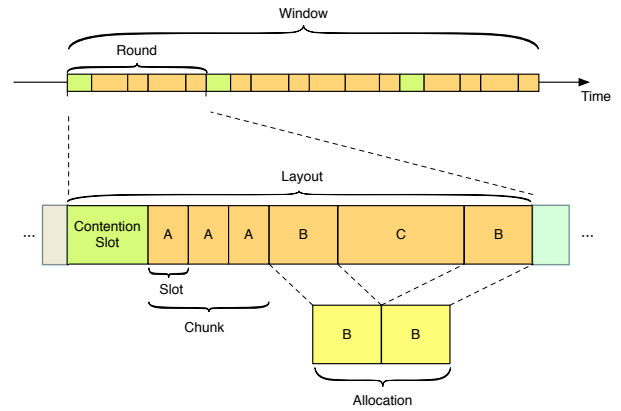 Window
Round
Time
Layout
... Contention Slot A A A B C B ...
Slot
Chunk
B B
Allocation